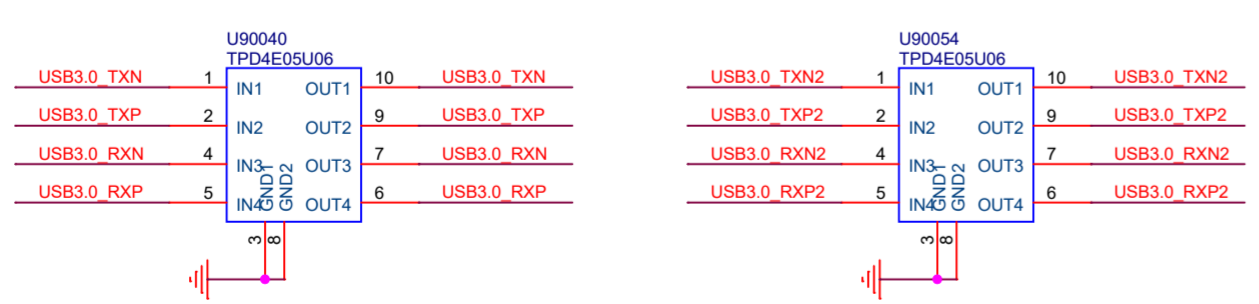 U90040
TPD4E05U06
USB3.0_TXN 1 IN1 OUT1 10 USB3.0_TXN
USB3.0_TXP 2 IN2 OUT2 9 USB3.0_TXP
USB3.0_RXN 4 IN3 OUT3 7 USB3.0_RXN
USB3.0_RXP 5 IN4 OUT4 6 USB3.0_RXP
GND1
GND2
3
8
U90054
TPD4E05U06
USB3.0_TXN2 1 IN1 OUT1 10 USB3.0_TXN2
USB3.0_TXP2 2 IN2 OUT2 9 USB3.0_TXP2
USB3.0_RXN2 4 IN3 OUT3 7 USB3.0_RXN2
USB3.0_RXP2 5 IN4 OUT4 6 USB3.0_RXP2
GND1
GND2
3
8